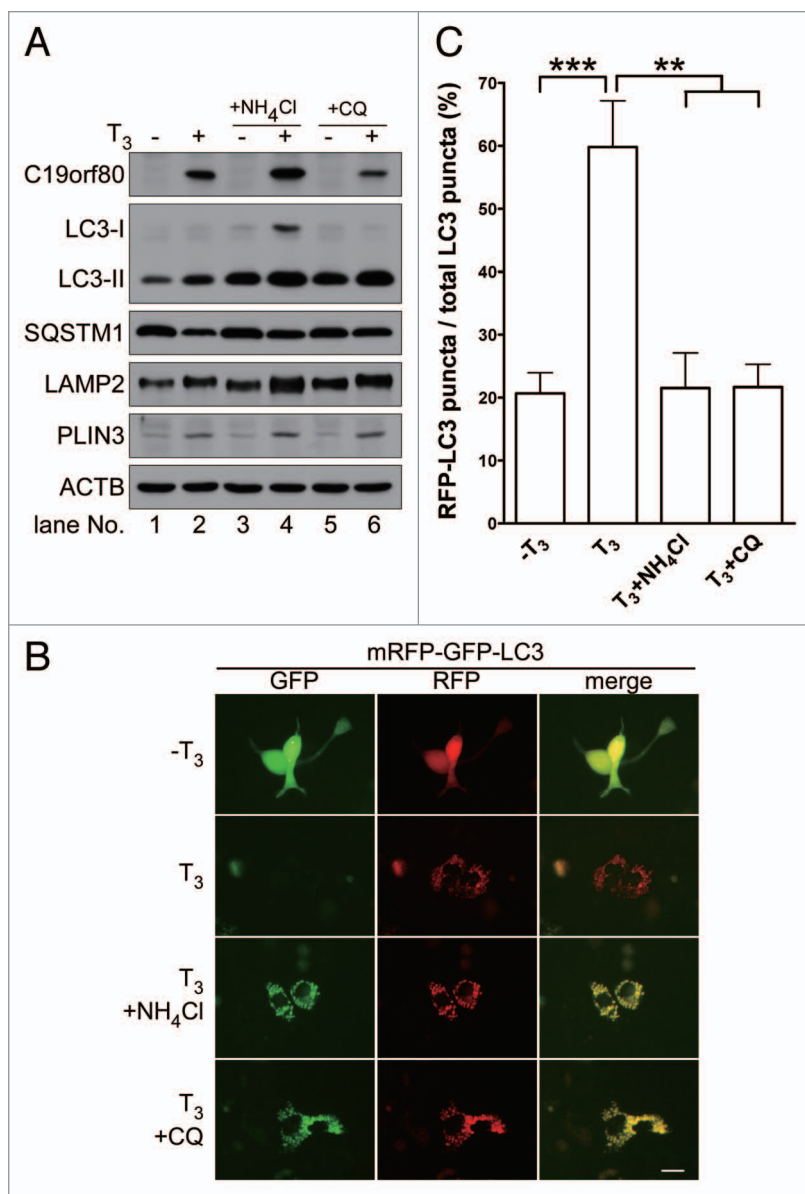 A
+NH₄Cl +CQ
T₃ - + - + - +
C19orf80
LC3-I
LC3-II
SQSTM1
LAMP2
PLIN3
ACTB
lane No. 1 2 3 4 5 6
C
*** **
RFP-LC3 puncta / total LC3 puncta (%)
70
60
50
40
30
20
10
0
-T₃ T₃ T₃+NH₄Cl T₃+CQ
B
mRFP-GFP-LC3
GFP RFP merge
-T₃
T₃
T₃
+NH₄Cl
T₃
+CQ